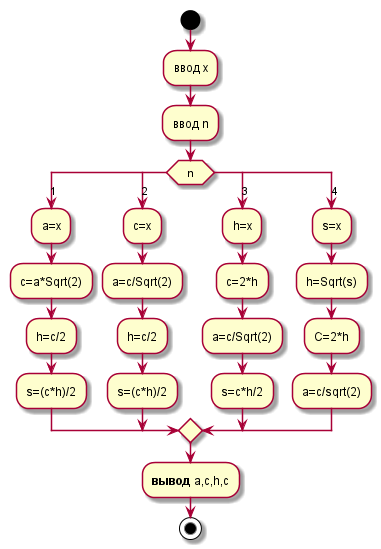 ввод x
ввод n
n
1
2
3
4
a=x
c=x
h=x
s=x
c=a*Sqrt(2)
a=c/Sqrt(2)
c=2*h
h=Sqrt(s)
h=c/2
h=c/2
a=c/Sqrt(2)
C=2*h
s=(c*h)/2
s=(c*h)/2
s=c*h/2
a=c/sqrt(2)
вывод a,c,h,c